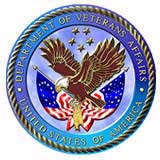 DEPARTMENT OF VETERANS AFFAIRS
UNITED STATES OF AMERICA